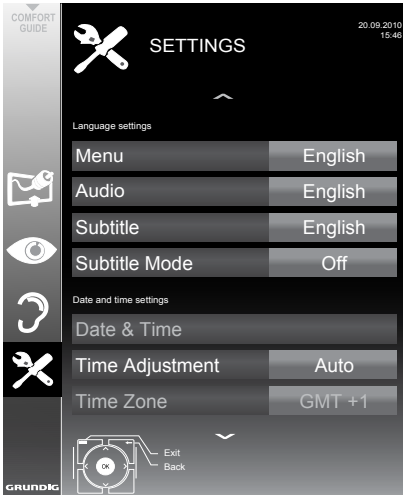 COMFORT
GUIDE
SETTINGS
20.09.2010
15:46
Language settings
Menu English
Audio English
Subtitle English
Subtitle Mode Off
Date and time settings
Date & Time
Time Adjustment Auto
Time Zone GMT +1
Exit
Back
OK
GRUNDIG